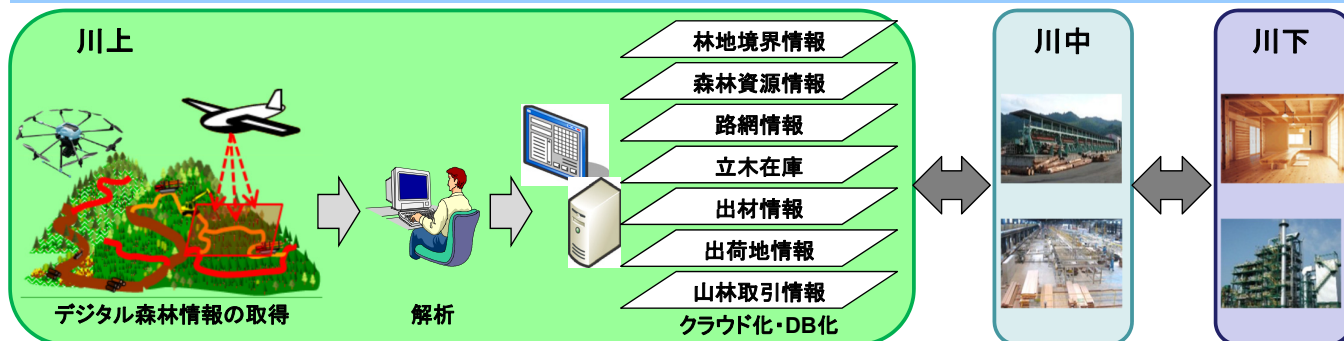 川上
デジタル森林情報の取得
解析
林地境界情報
森林資源情報
路網情報
立木在庫
出材情報
出荷地情報
山林取引情報
クラウド化・DB化
川中
川下